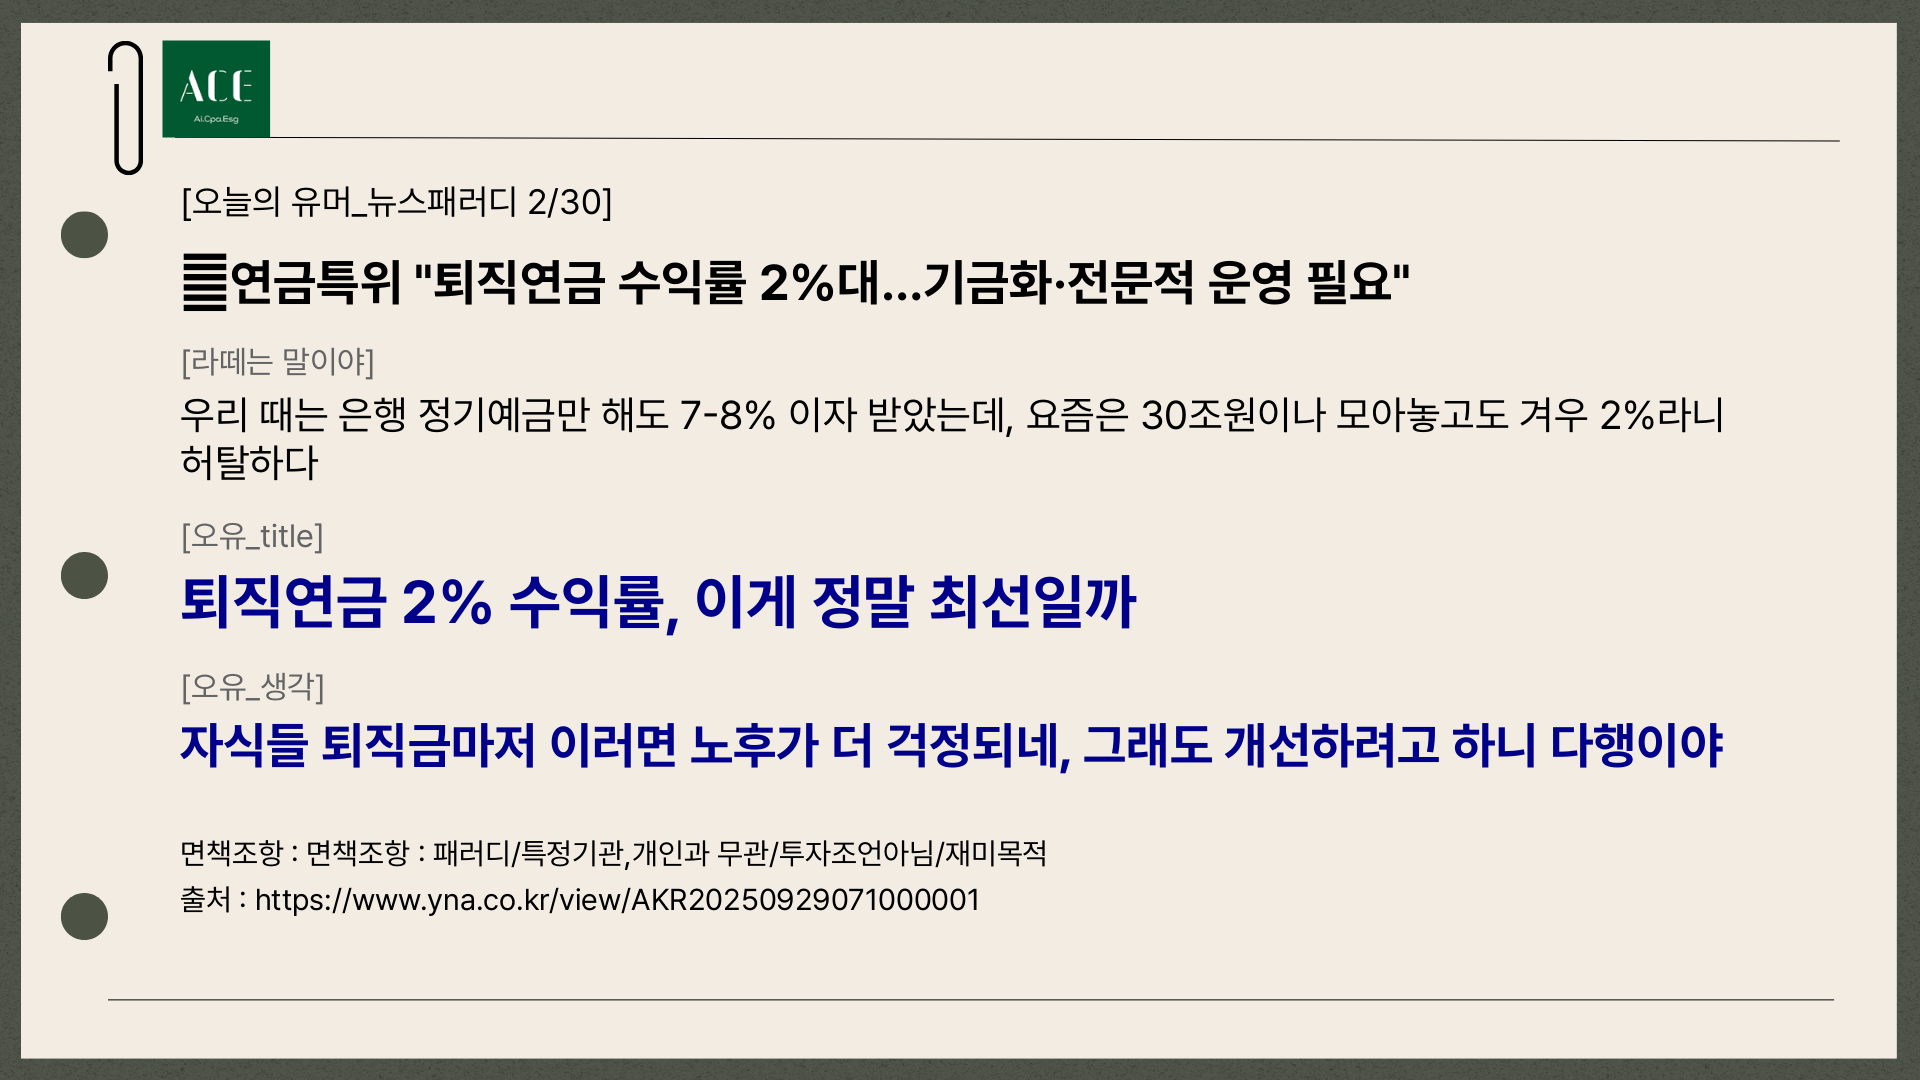 ACE
Ai.Cpa.Esg
[오늘의 유머_뉴스패러디 2/30]
연금특위 "퇴직연금 수익률 2%대…기금화·전문적 운영 필요"
[라떼는 말이야]
우리 때는 은행 정기예금만 해도 7-8% 이자 받았는데, 요즘은 30조원이나 모아놓고도 겨우 2%라니
허탈하다
[오유_title]
퇴직연금 2% 수익률, 이게 정말 최선일까
[오유_생각]
자식들 퇴직금마저 이러면 노후가 더 걱정되네, 그래도 개선하려고 하니 다행이야
면책조항 : 면책조항 : 패러디/특정기관,개인과 무관/투자조언아님/재미목적
출처 : https://www.yna.co.kr/view/AKR20250929071000001